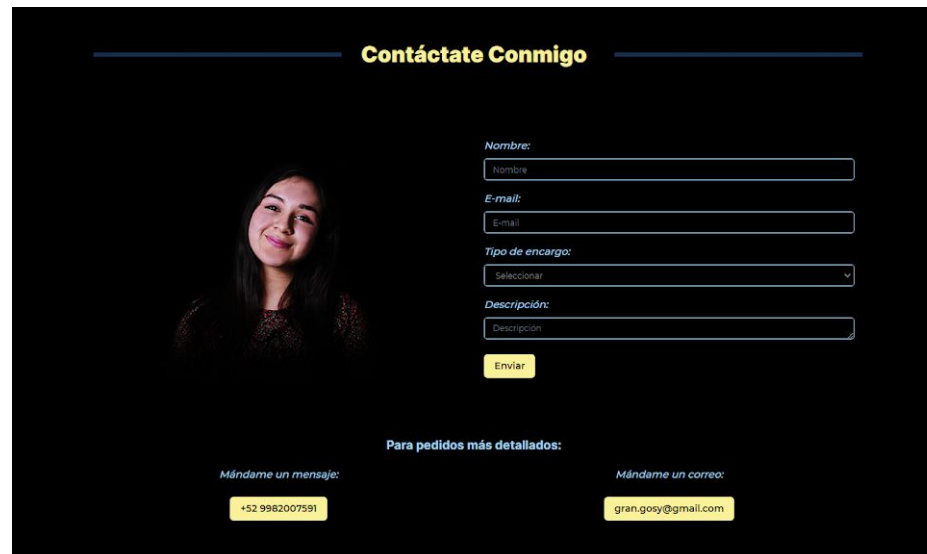 Contáctate Conmigo
Nombre:
Nombre
E-mail:
E-mail
Tipo de encargo:
Seleccionar
Descripción:
Descripción
Enviar
Para pedidos más detallados:
Mándame un mensaje:
+52 9982007591
Mándame un correo:
gran.gosy@gmail.com